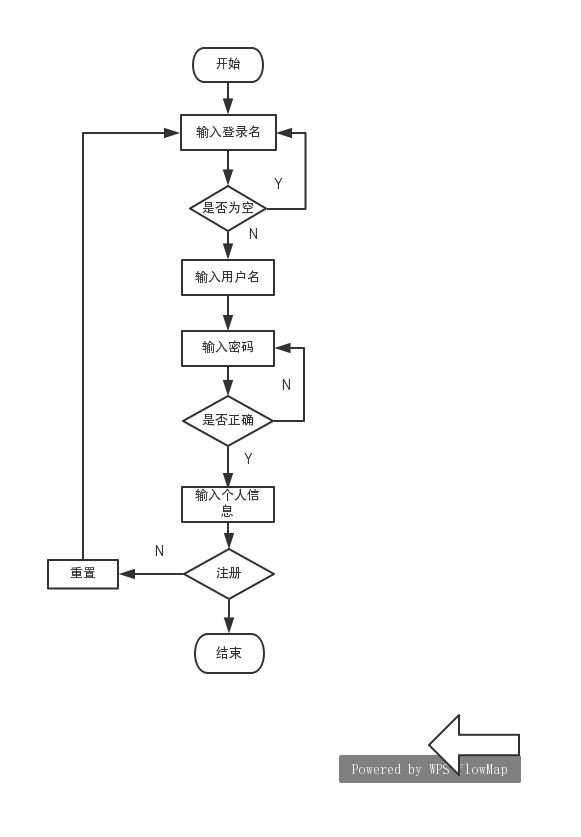 开始
输入登录名
Y
是否为空
N
输入用户名
输入密码
N
是否正确
Y
输入个人信
息
N
重置
注册
结束
Powered by WPS flowMap